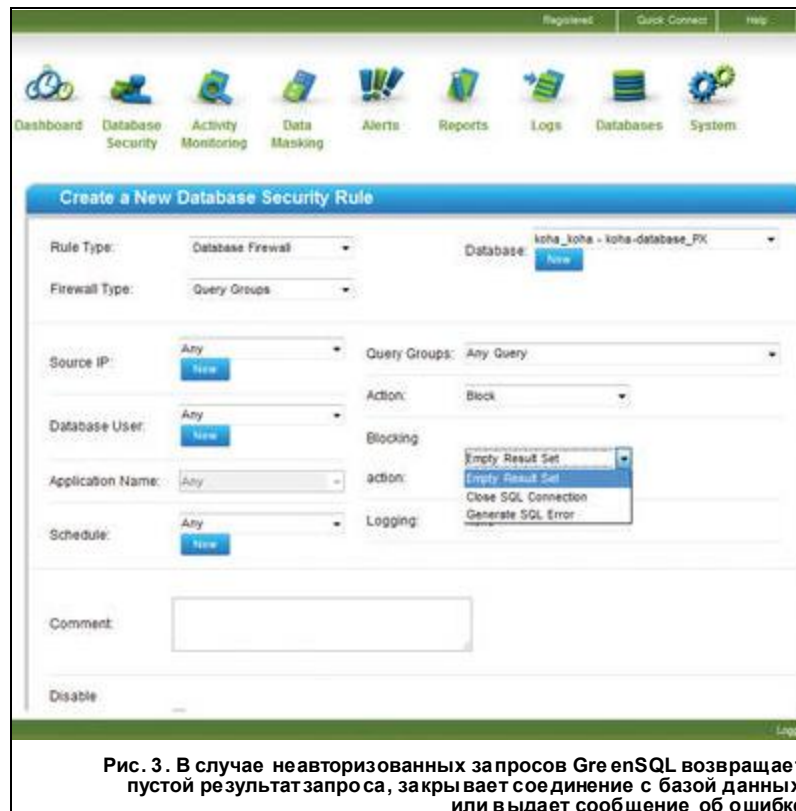 Registered Quick Connect Help
Dashboard Database Security Activity Monitoring Data Masking Alerts Reports Logs Databases System
Create a New Database Security Rule
Rule Type: Database Firewall Database: koha_koha - koha-database_PX
New
Firewall Type: Query Groups
Source IP: Any Query Groups: Any Query
New
Action: Block
Database User: Any
New
Blocking action: Empty Result Set
Empty Result Set
Close SQL Connection
Generate SQL Error
Application Name: Any
Logging:
Schedule: Any
New
Comment:
Disable
Рис. 3. В случае неавторизованных запросов GreenSQL возвращает
пустой результат запроса, закрывает соединение с базой данных
или выдает сообщение об ошибке